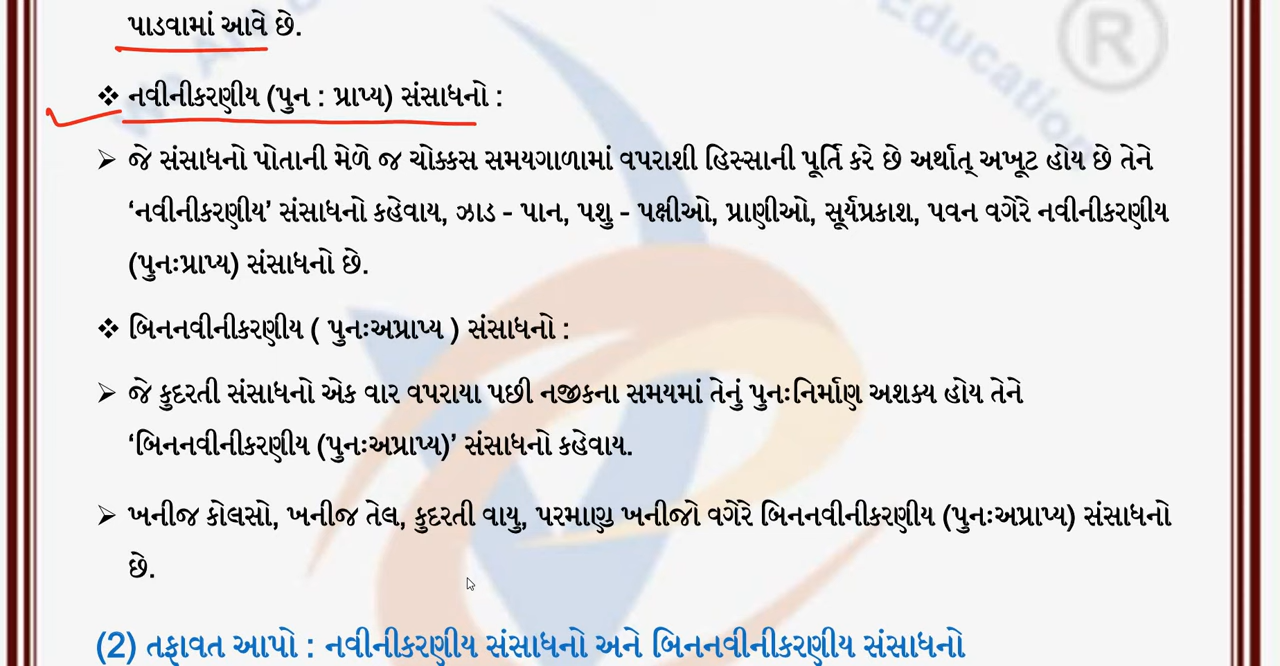 પાડવામાં આવે છે.
❖ નવીનીકરણીય (પુન : પ્રાપ્ય) સંસાધનો :
➢ જે સંસાધનો પોતાની મેળે જ ચોક્કસ સમયગાળામાં વપરાશી હિસ્સાની પૂર્તિ કરે છે અર્થાત્ અખૂટ હોય છે તેને
‘નવીનીકરણીય’ સંસાધનો કહેવાય, ઝાડ - પાન, પશુ - પક્ષીઓ, પ્રાણીઓ, સૂર્યપ્રકાશ, પવન વગેરે નવીનીકરણીય
(પુનઃપ્રાપ્ય) સંસાધનો છે.
❖ બિનનવીનીકરણીય ( પુનઃઅપ્રાપ્ય ) સંસાધનો :
➢ જે કુદરતી સંસાધનો એક વાર વપરાયા પછી નજીકના સમયમાં તેનું પુનઃનિર્માણ અશક્ય હોય તેને
‘બિનનવીનીકરણીય (પુનઃઅપ્રાપ્ય)’ સંસાધનો કહેવાય.
➢ ખનીજ કોલસો, ખનીજ તેલ, કુદરતી વાયુ, પરમાણુ ખનીજો વગેરે બિનનવીનીકરણીય (પુનઃઅપ્રાપ્ય) સંસાધનો
છે.
(2) તફાવત આપો : નવીનીકરણીય સંસાધનો અને બિનનવીનીકરણીય સંસાધનો
We
Education
®